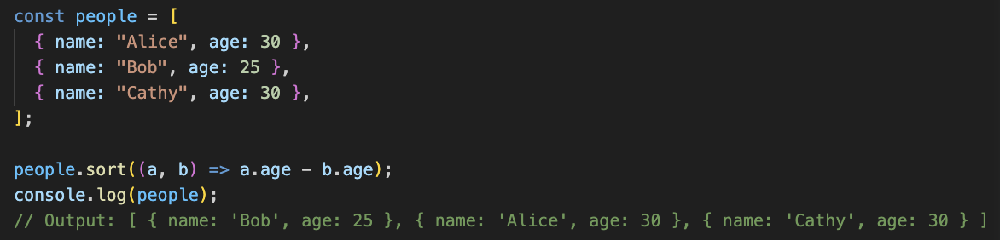 const people = [
  { name: "Alice", age: 30 },
  { name: "Bob", age: 25 },
  { name: "Cathy", age: 30 },
];

people.sort((a, b) => a.age - b.age);
console.log(people);
// Output: [ { name: 'Bob', age: 25 }, { name: 'Alice', age: 30 }, { name: 'Cathy', age: 30 } ]